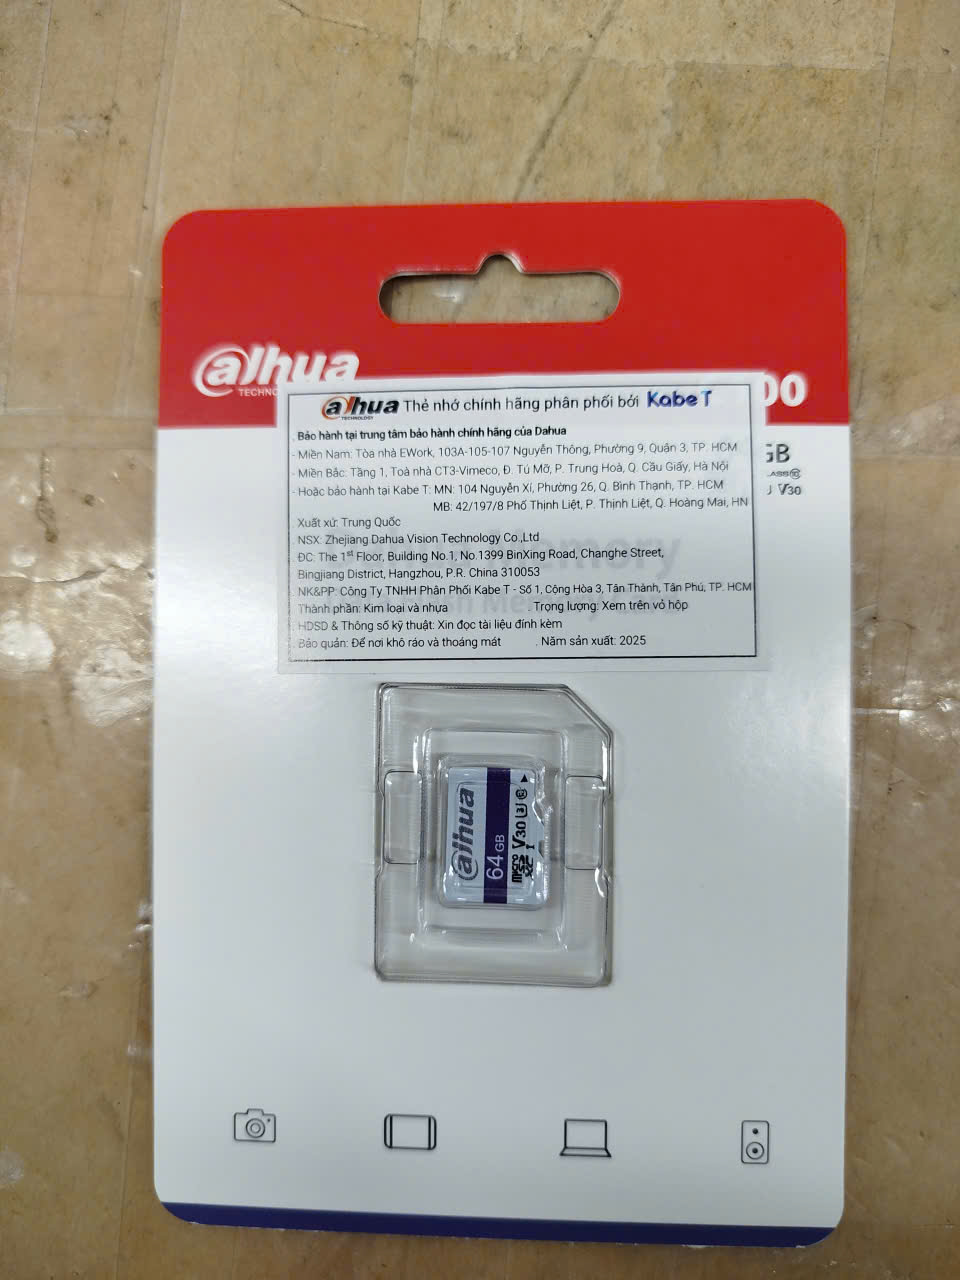 alhua
TECHNO
00
alhua Thẻ nhớ chính hãng phân phối bởi Kabe T
TECHNOLOGY
. Bảo hành tại trung tâm bảo hành chính hãng của Dahua
- Miền Nam: Tòa nhà EWork, 103A-105-107 Nguyễn Thông, Phường 9, Quận 3, TP. HCM
- Miền Bắc: Tầng 1, Toà nhà CT3-Vimeco, Đ. Tú Mỡ, P. Trung Hoà, Q. Cầu Giấy, Hà Nội
- Hoặc bảo hành tại Kabe T: MN: 104 Nguyễn Xí, Phường 26, Q. Bình Thạnh, TP. HCM
MB: 42/197/8 Phố Thịnh Liệt, P. Thịnh Liệt, Q. Hoàng Mai, HN
GB
V30
Xuất xứ: Trung Quốc
NSX: Zhejiang Dahua Vision Technology Co.,Ltd
ĐC: The 1st Floor, Building No.1, No.1399 BinXing Road, Changhe Street,
Bingjiang District, Hangzhou, P.R. China 310053
NK&PP: Công Ty TNHH Phân Phối Kabe T - Số 1, Cộng Hòa 3, Tân Thành, Tân Phú, TP. HCM
Thành phần: Kim loại và nhựa . Trọng lượng: Xem trên vỏ hộp
HDSD & Thông số kỹ thuật: Xin đọc tài liệu đính kèm
Bảo quản: Để nơi khô ráo và thoáng mát . Năm sản xuất: 2025
alhua
64 GB
micro SD XC I V30 3 10